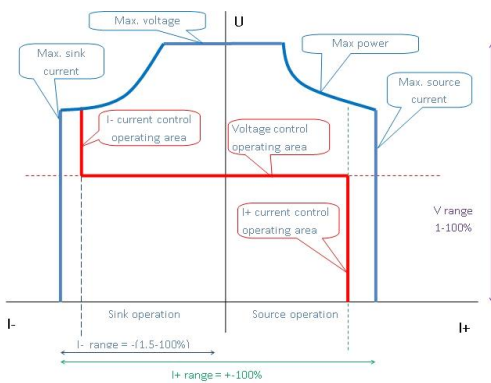 Max. voltage
U
Max. sink
current
Max power
Max. source
current
I- current control
operating area
Voltage control
operating area
I+ current control
operating area
V range
1-100%
Sink operation
Source operation
I-
I+
I- range = -(1.5-100%)
I+ range = +-100%